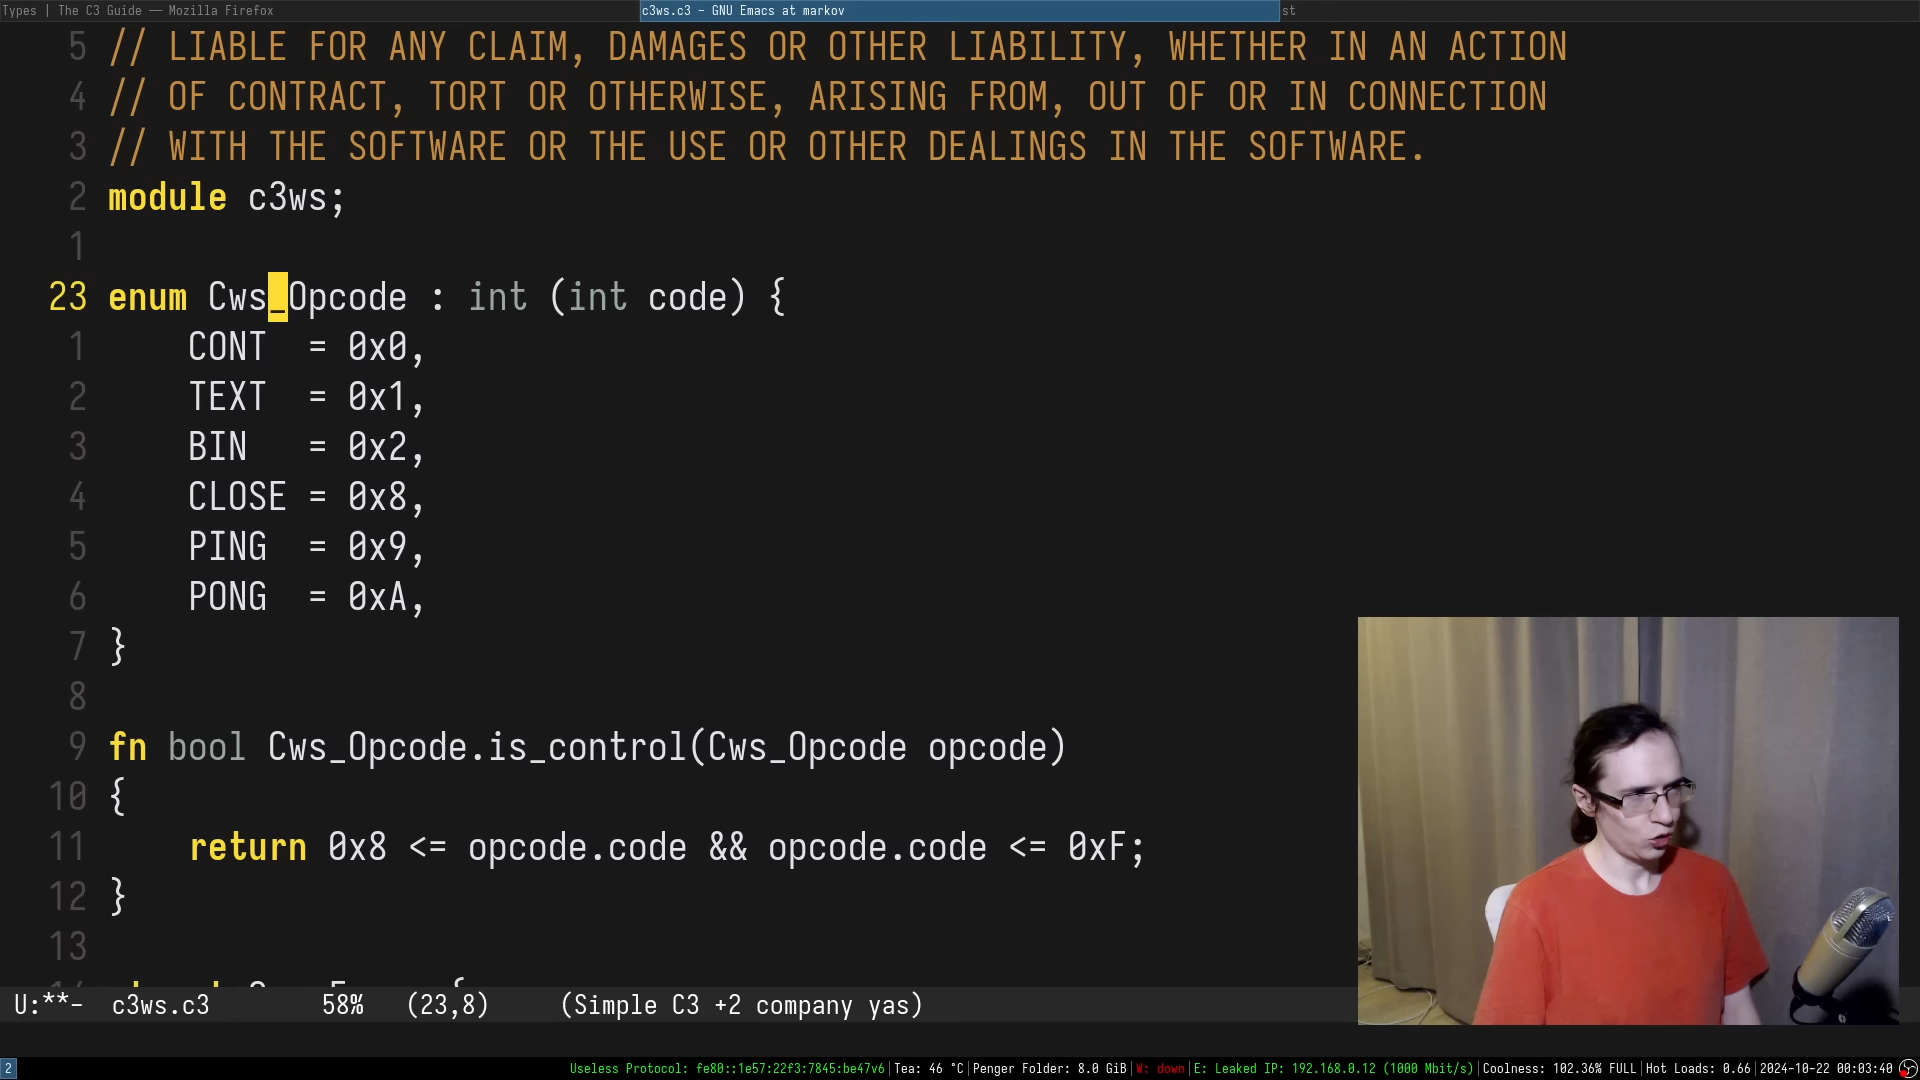 Types | The C3 Guide — Mozilla Firefox
c3ws.c3 - GNU Emacs at markov
st
5 // LIABLE FOR ANY CLAIM, DAMAGES OR OTHER LIABILITY, WHETHER IN AN ACTION
4 // OF CONTRACT, TORT OR OTHERWISE, ARISING FROM, OUT OF OR IN CONNECTION
3 // WITH THE SOFTWARE OR THE USE OR OTHER DEALINGS IN THE SOFTWARE.
2 module c3ws;
1
23 enum Cws_Opcode : int (int code) {
1 CONT = 0x0,
2 TEXT = 0x1,
3 BIN = 0x2,
4 CLOSE = 0x8,
5 PING = 0x9,
6 PONG = 0xA,
7 }
8
9 fn bool Cws_Opcode.is_control(Cws_Opcode opcode)
10 {
11 return 0x8 <= opcode.code && opcode.code <= 0xF;
12 }
13
U:**- c3ws.c3 58% (23,8) (Simple C3 +2 company yas)
2 Useless Protocol: fe80::1e57:22f3:7845:be47v6|Tea: 46 °C|Penger Folder: 8.0 GiB|W: down|E: Leaked IP: 192.168.0.12 (1000 Mbit/s)|Coolness: 102.36% FULL|Hot Loads: 0.66|2024-10-22 00:03:40